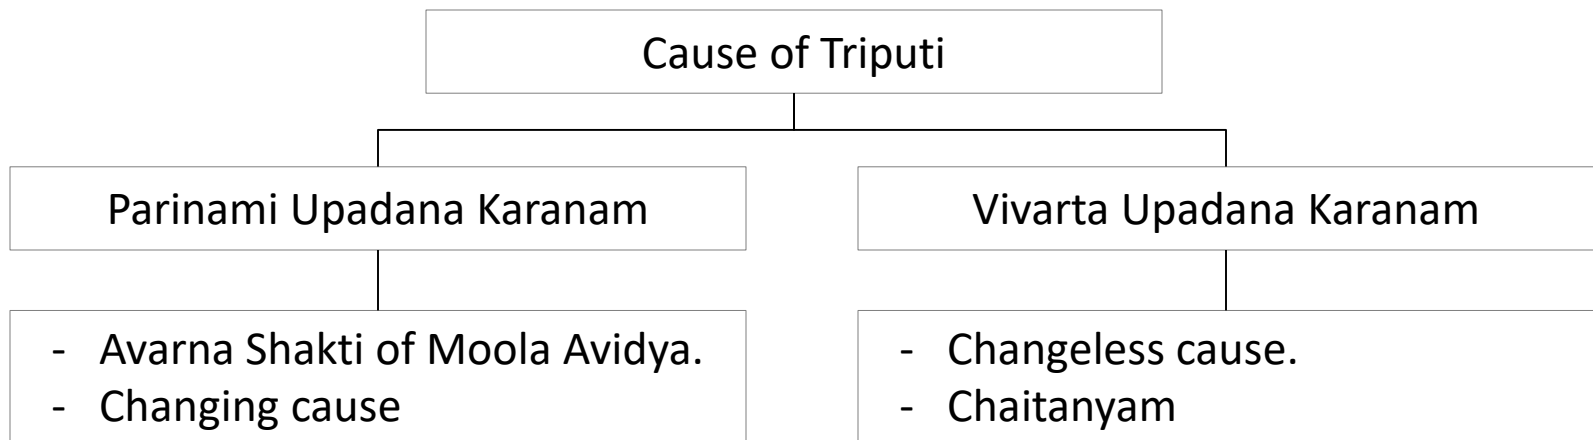 Cause of Triputi
Parinami Upadana Karanam
Vivarta Upadana Karanam
- Avarna Shakti of Moola Avidya.
- Changing cause
- Changeless cause.
- Chaitanyam